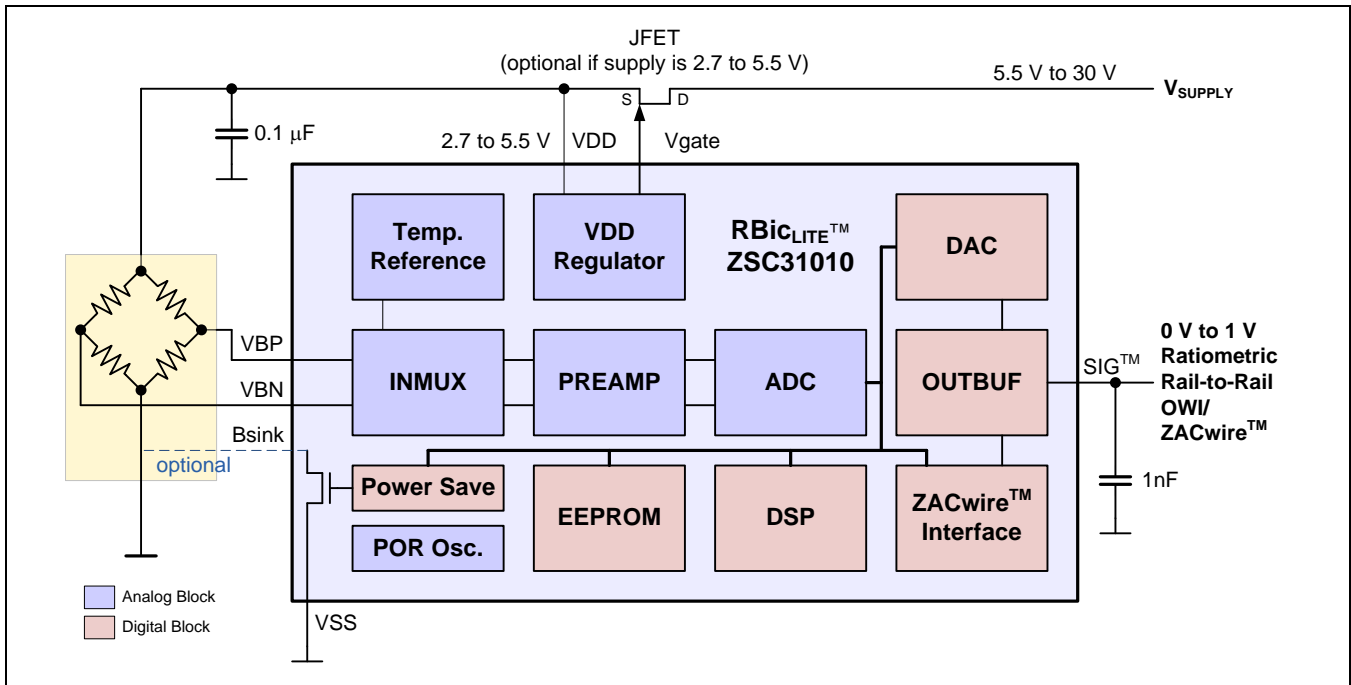 JFET
(optional if supply is 2.7 to 5.5 V)
5.5 V to 30 V
VSUPPLY
S
D
0.1 μF
2.7 to 5.5 V
VDD
Vgate
Temp.
Reference
VDD
Regulator
RBicLITE™
ZSC31010
DAC
VBP
VBN
INMUX
PREAMP
ADC
OUTBUF
SIG™
0 V to 1 V
Ratiometric
Rail-to-Rail
OWI/
ZACwire™
Bsink
optional
Power Save
POR Osc.
EEPROM
DSP
ZACwire™
Interface
1nF
Analog Block
Digital Block
VSS